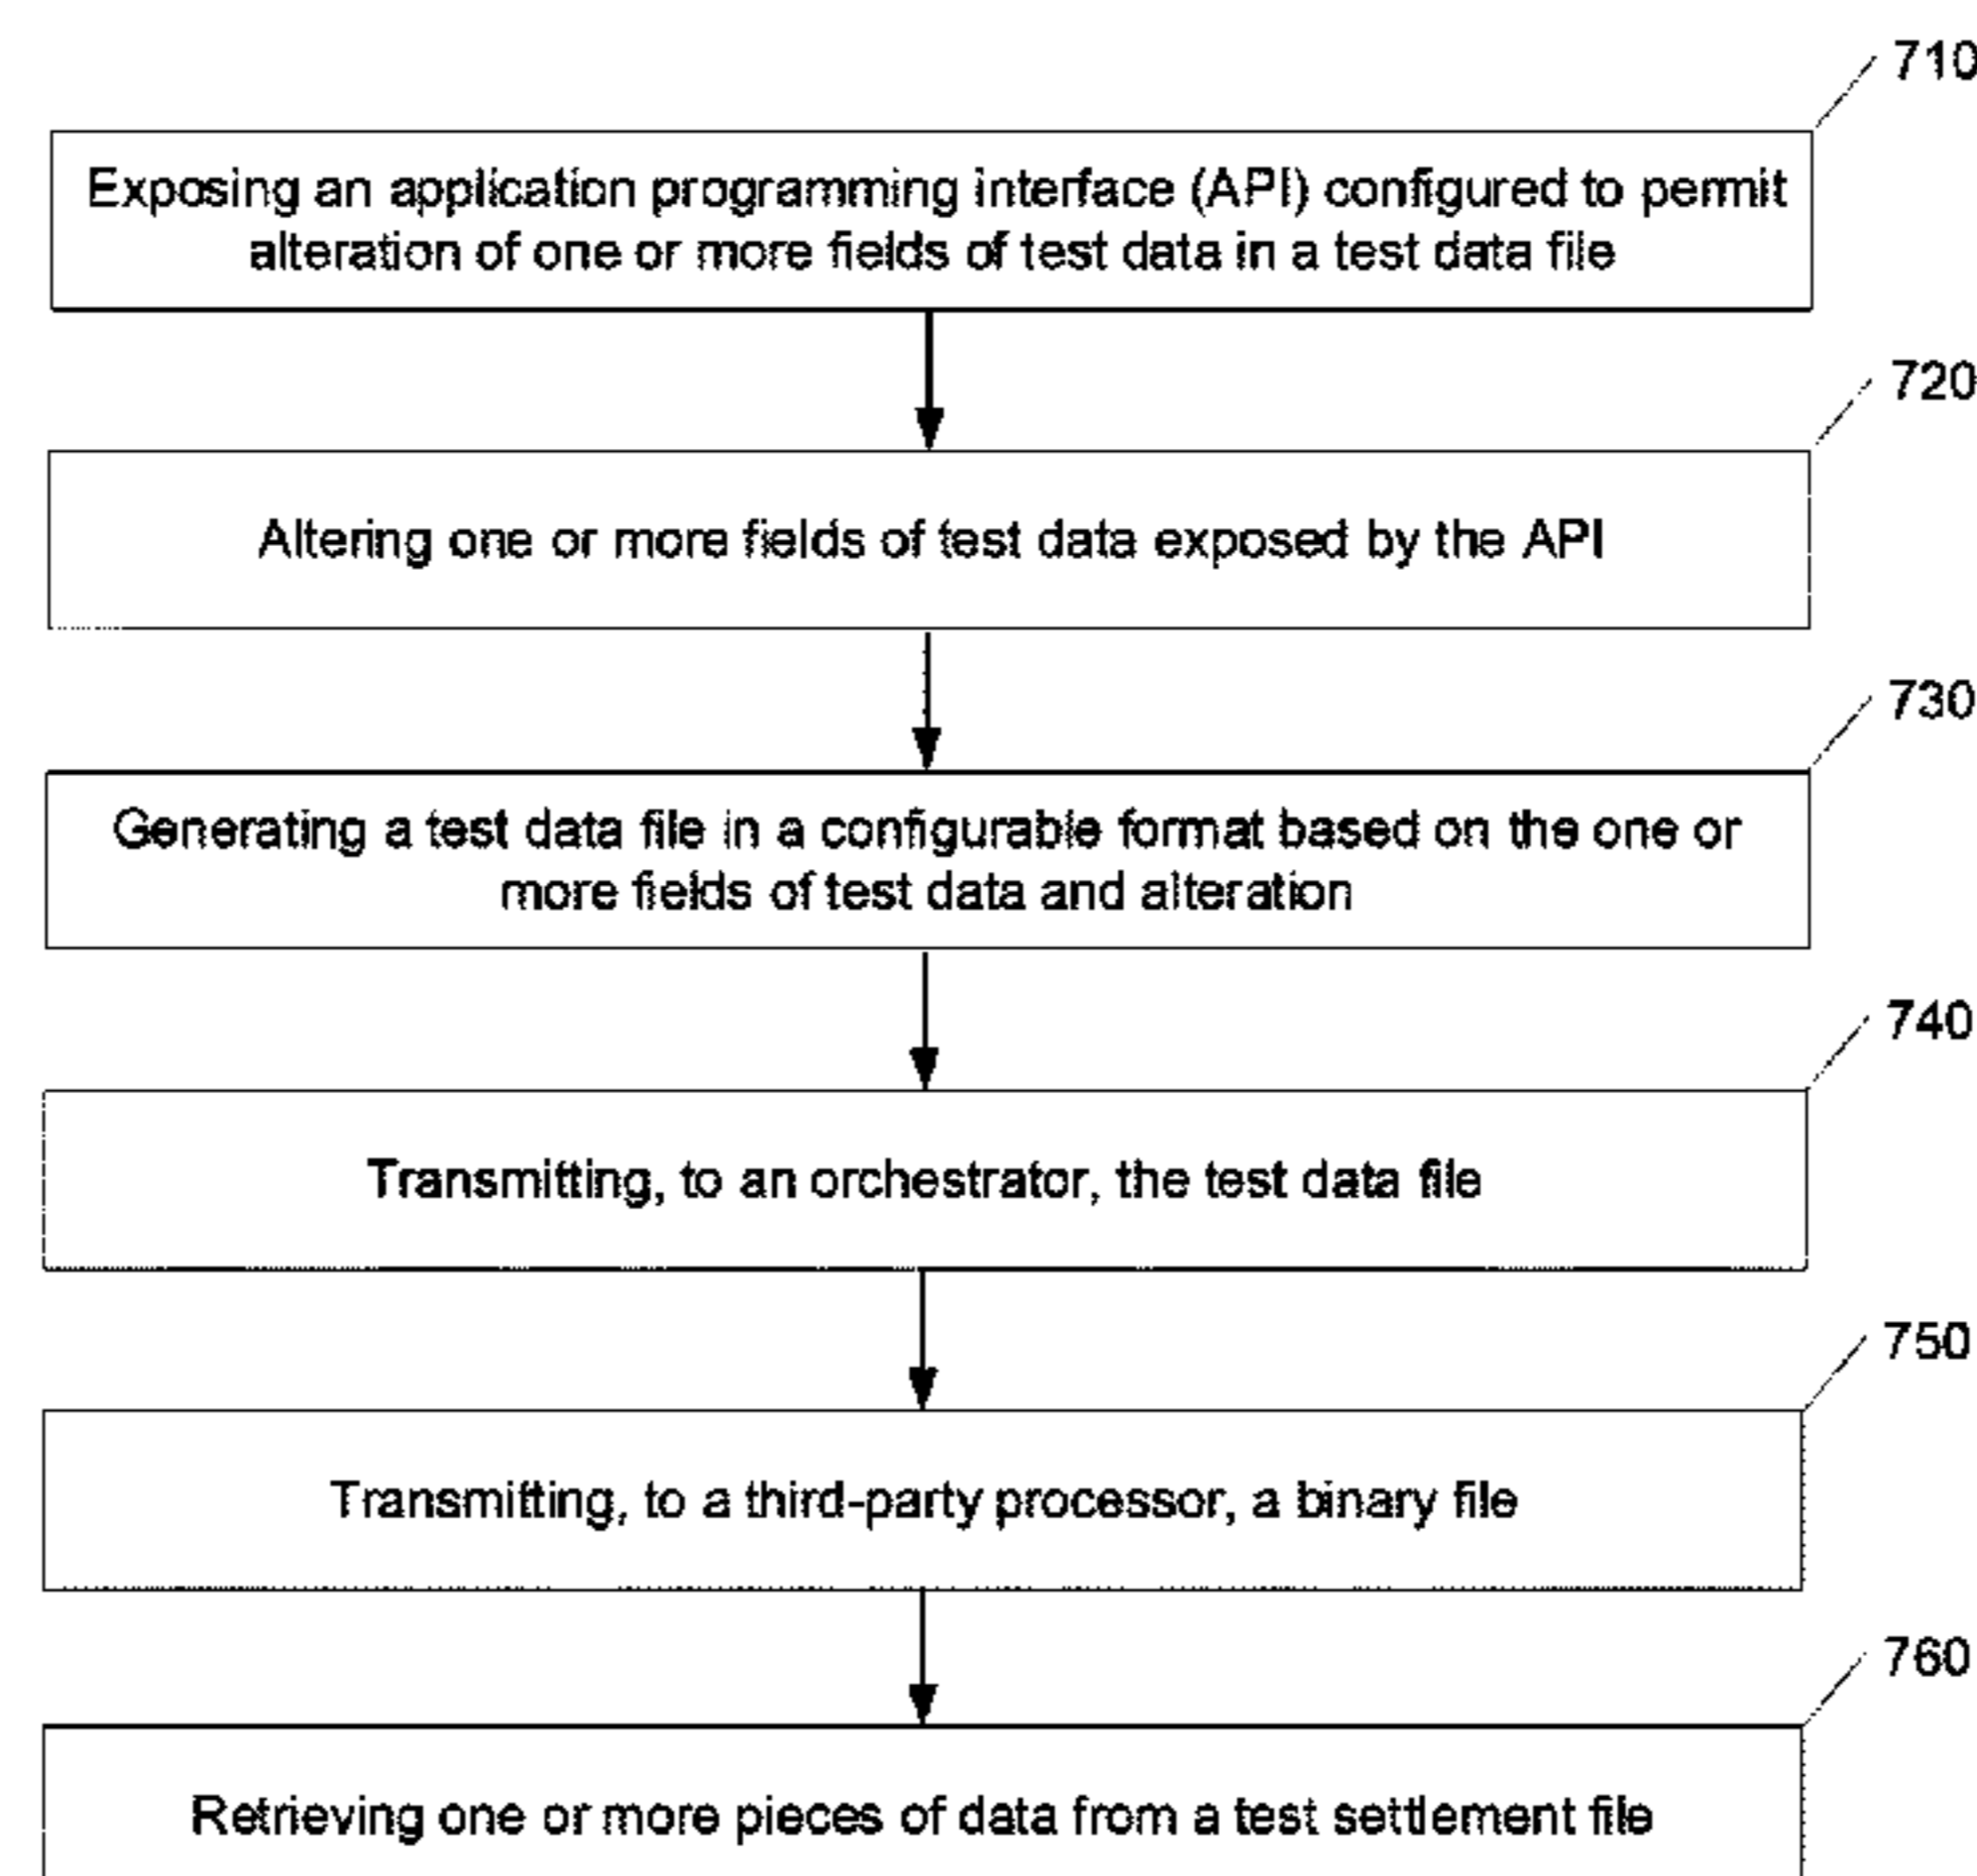 710
Exposing an application programming interface (API) configured to permit
alteration of one or more fields of test data in a test data file
720
Altering one or more fields of test data exposed by the API
730
Generating a test data file in a configurable format based on the one or
more fields of test data and alteration
740
Transmitting, to an orchestrator, the test data file
750
Transmitting, to a third-party processor, a binary file
760
Retrieving one or more pieces of data from a test settlement file